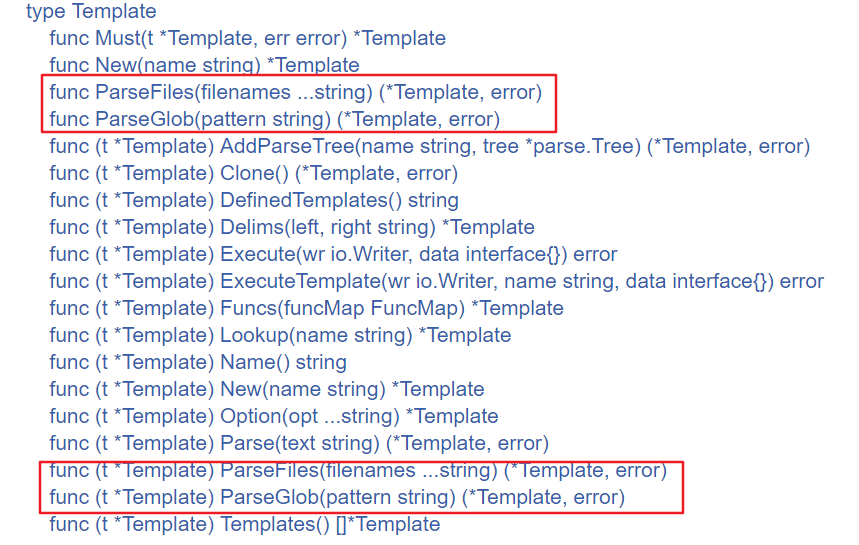 type Template
func Must(t *Template, err error) *Template
func New(name string) *Template
func ParseFiles(filenames ...string) (*Template, error)
func ParseGlob(pattern string) (*Template, error)
func (t *Template) AddParseTree(name string, tree *parse.Tree) (*Template, error)
func (t *Template) Clone() (*Template, error)
func (t *Template) DefinedTemplates() string
func (t *Template) Delims(left, right string) *Template
func (t *Template) Execute(wr io.Writer, data interface{}) error
func (t *Template) ExecuteTemplate(wr io.Writer, name string, data interface{}) error
func (t *Template) Funcs(funcMap FuncMap) *Template
func (t *Template) Lookup(name string) *Template
func (t *Template) Name() string
func (t *Template) New(name string) *Template
func (t *Template) Option(opt ...string) *Template
func (t *Template) Parse(text string) (*Template, error)
func (t *Template) ParseFiles(filenames ...string) (*Template, error)
func (t *Template) ParseGlob(pattern string) (*Template, error)
func (t *Template) Templates() []*Template